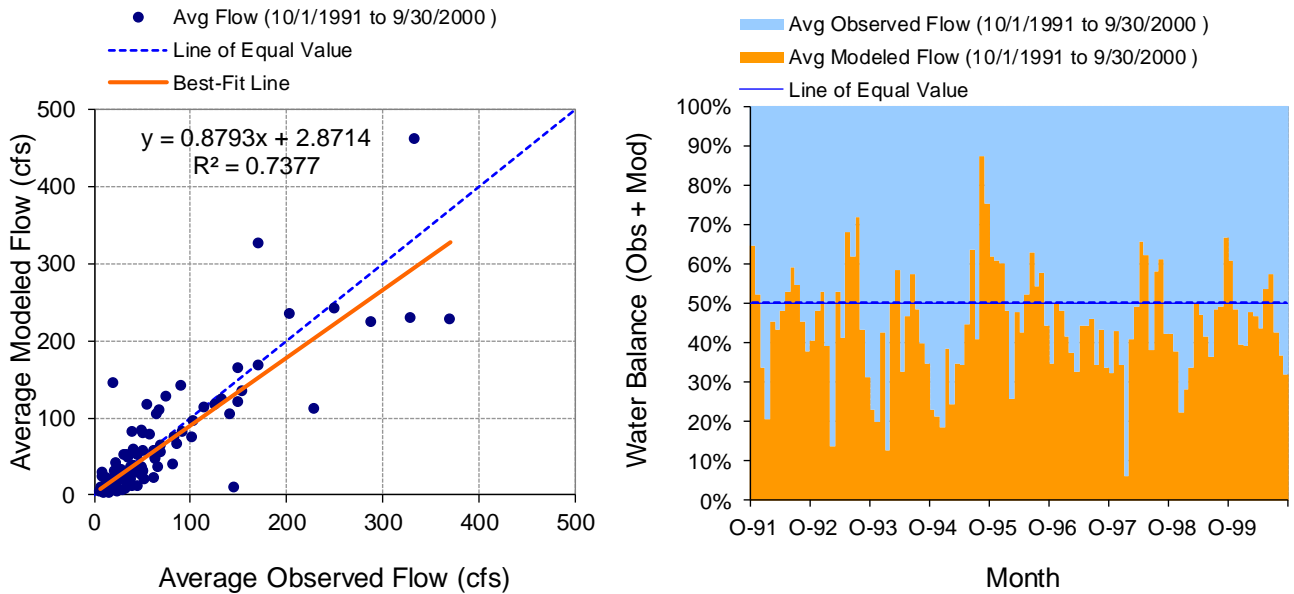 Avg Flow (10/1/1991 to 9/30/2000 )
Line of Equal Value
Best-Fit Line
y = 0.8793x + 2.8714
R² = 0.7377
Average Modeled Flow (cfs)
500
400
300
200
100
0
0 100 200 300 400 500
Average Observed Flow (cfs)
Avg Observed Flow (10/1/1991 to 9/30/2000 )
Avg Modeled Flow (10/1/1991 to 9/30/2000 )
Line of Equal Value
Water Balance (Obs + Mod)
100%
90%
80%
70%
60%
50%
40%
30%
20%
10%
0%
O-91 O-92 O-93 O-94 O-95 O-96 O-97 O-98 O-99
Month